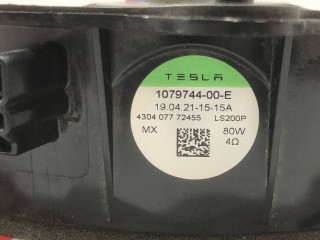 TESLA
1079744-00-E
19.04.21-15-15A
4304 077 72455 LS200P
MX 80W
4Ω